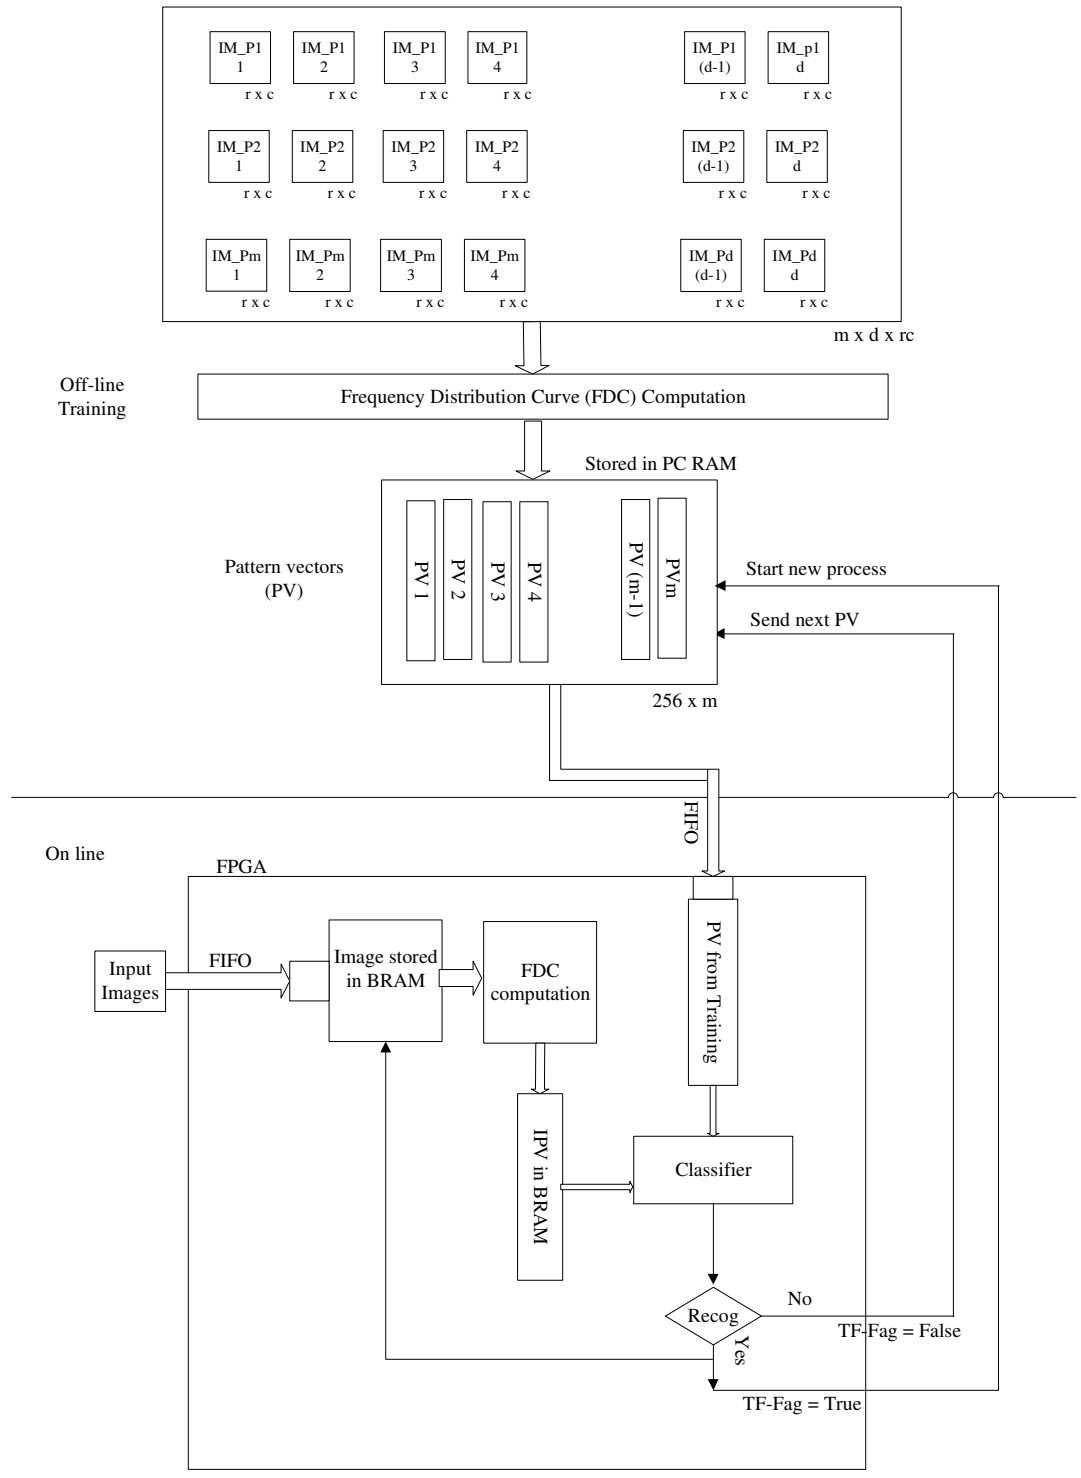 IM_P1
1
IM_P1
2
IM_P1
3
IM_P1
4
IM_P1
(d-1)
IM_p1
d
r x c
r x c
r x c
r x c
r x c
r x c
IM_P2
1
IM_P2
2
IM_P2
3
IM_P2
4
IM_P2
(d-1)
IM_P2
d
r x c
r x c
r x c
r x c
r x c
r x c
IM_Pm
1
IM_Pm
2
IM_Pm
3
IM_Pm
4
IM_Pd
(d-1)
IM_Pd
d
r x c
r x c
r x c
r x c
r x c
r x c
m x d x rc
Off-line
Training
Frequency Distribution Curve (FDC) Computation
Stored in PC RAM
Pattern vectors
(PV)
PV 1
PV 2
PV 3
PV 4
PV (m-1)
PVm
Start new process
Send next PV
256 x m
FIFO
On line
FPGA
Input
Images
FIFO
Image stored
in BRAM
FDC
computation
PV from Training
IPV in BRAM
Classifier
Recog
No
TF-Fag = False
Yes
TF-Fag = True